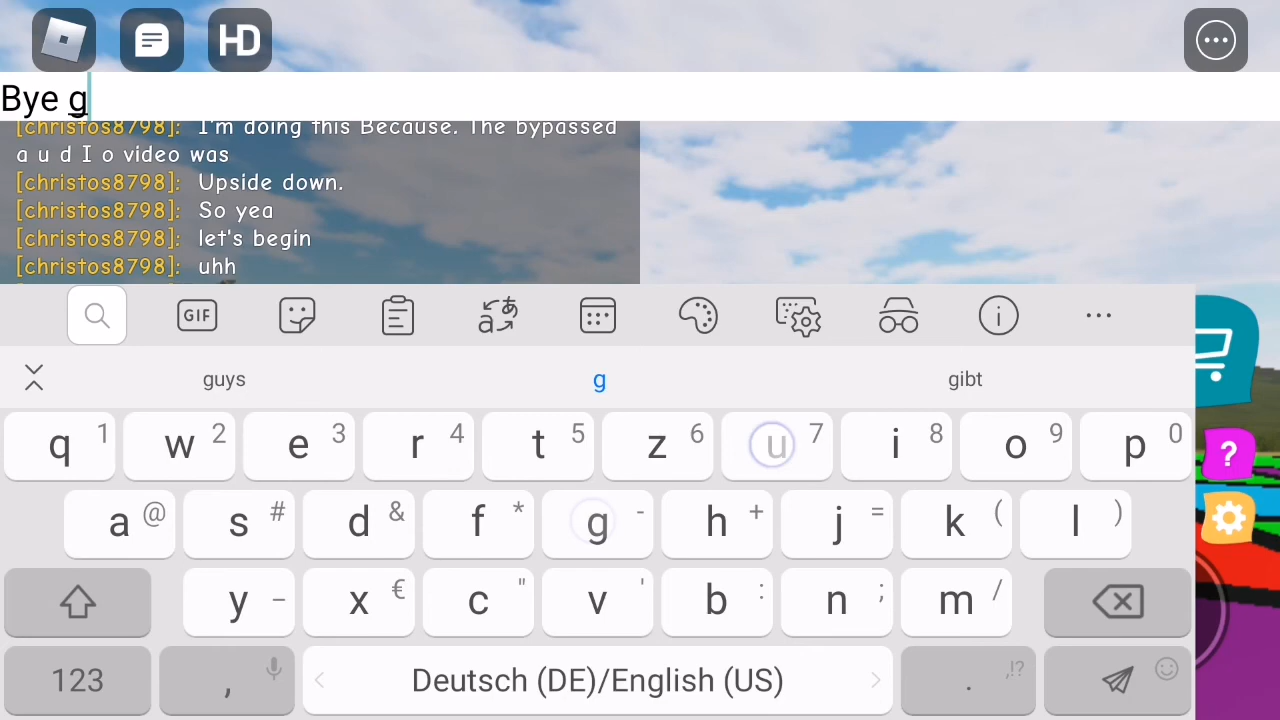 HD
Bye g
[christos8798]: I'm doing this Because. The bypassed
a u d I o video was
[christos8798]: Upside down.
[christos8798]: So yea
[christos8798]: let's begin
[christos8798]: uhh
GIF
guys g gibt
q 1 w 2 e 3 r 4 t 5 z 6 u 7 i 8 o 9 p 0
a @ s # d & f * g - h + j = k ( l )
y – x € c " v ' b : n ; m /
123 , Deutsch (DE)/English (US) . ,!?
?